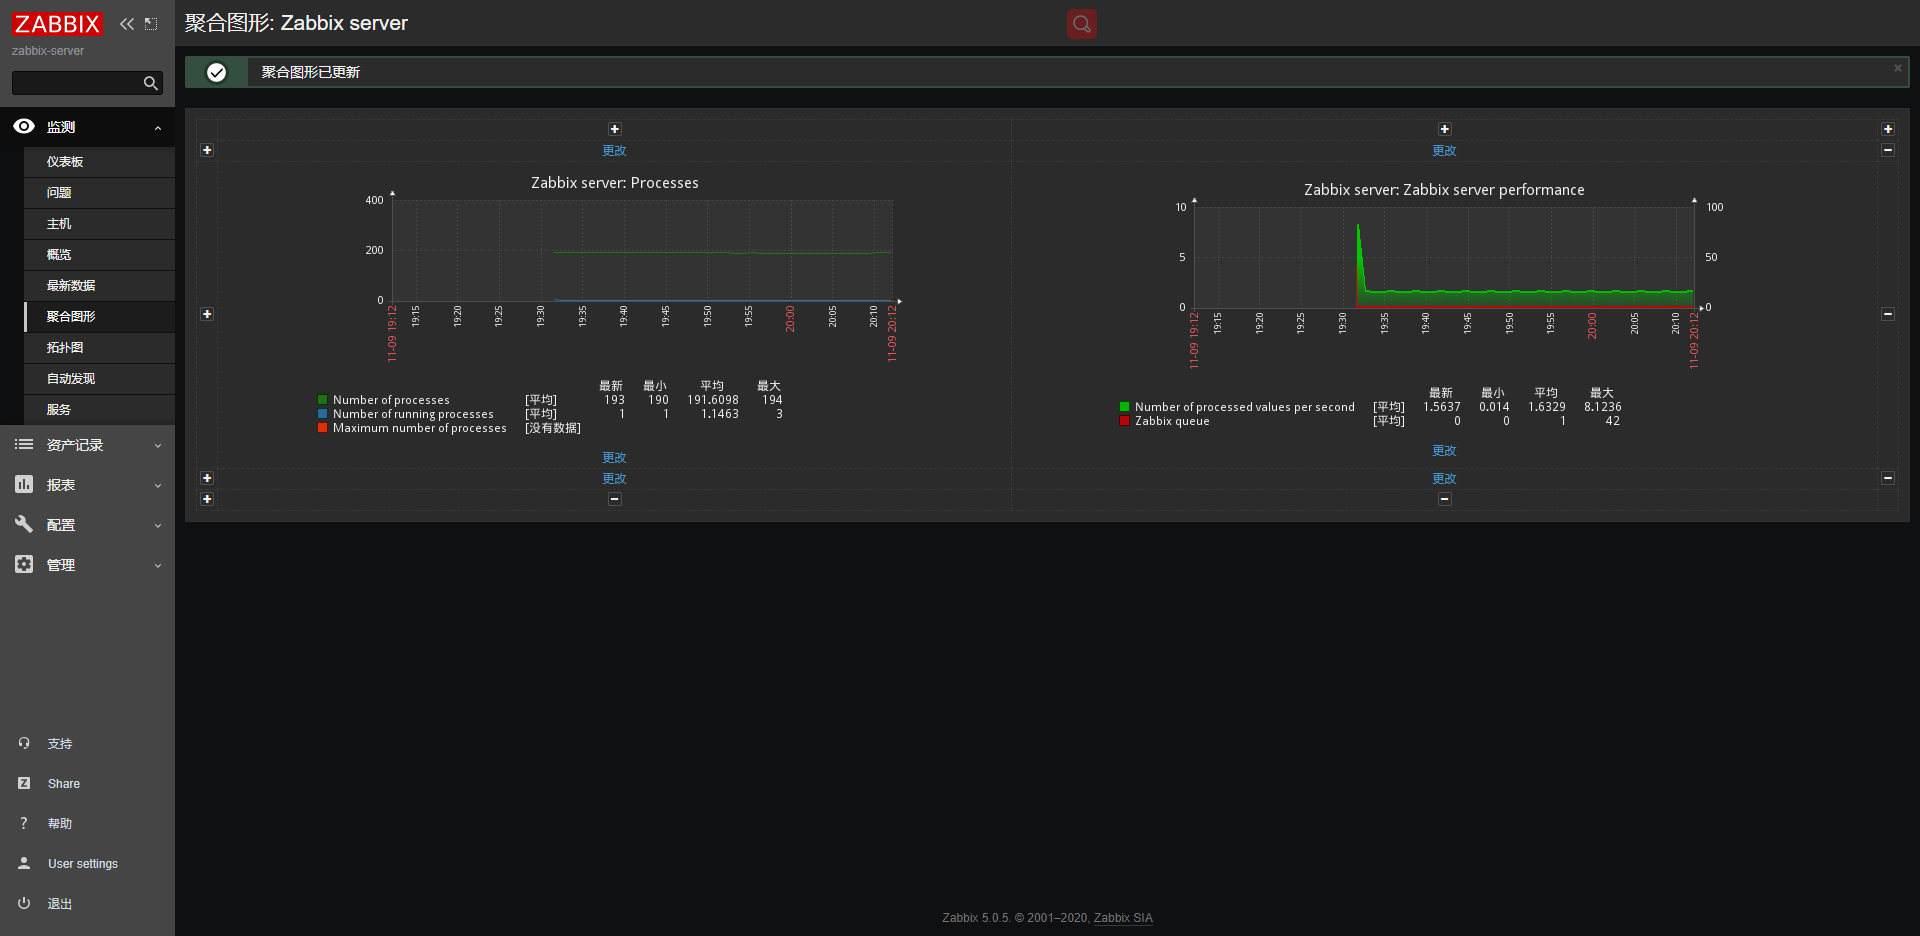 ZABBIX
zabbix-server
监测
仪表板
问题
主机
概览
最新数据
聚合图形
拓扑图
自动发现
服务
资产记录
报表
配置
管理
支持
Share
帮助
User settings
退出
聚合图形: Zabbix server
聚合图形已更新
更改 更改
Zabbix server: Processes
400
200
0
11-09 19:12 19:15 19:20 19:25 19:30 19:35 19:40 19:45 19:50 19:55 20:00 20:05 20:10 11-09 20:12
最新 最小 平均 最大
Number of processes [平均] 193 190 191.6098 194
Number of running processes [平均] 1 1 1.1463 3
Maximum number of processes [没有数据]
更改
Zabbix server: Zabbix server performance
10 100
5 50
0 0
11-09 19:12 19:15 19:20 19:25 19:30 19:35 19:40 19:45 19:50 19:55 20:00 20:05 20:10 11-09 20:12
最新 最小 平均 最大
Number of processed values per second [平均] 1.5637 0.014 1.6329 8.1236
Zabbix queue [平均] 0 0 1 42
更改
更改 更改
Zabbix 5.0.5. © 2001–2020, Zabbix SIA